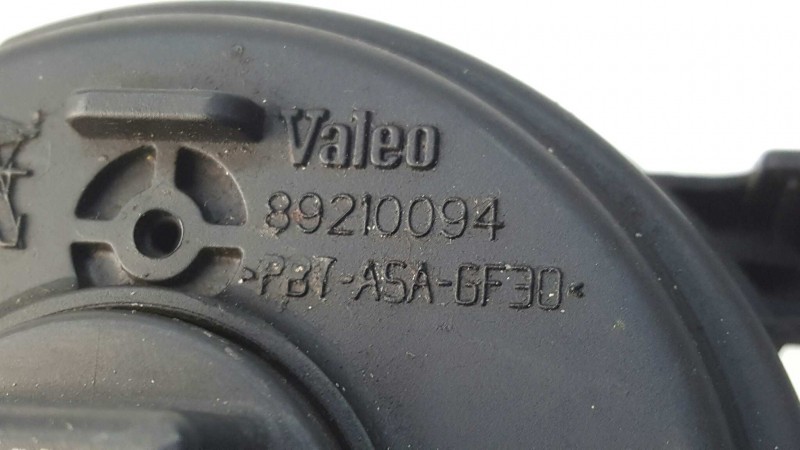 Valeo
89210094
>PBT-ASA-GF30<